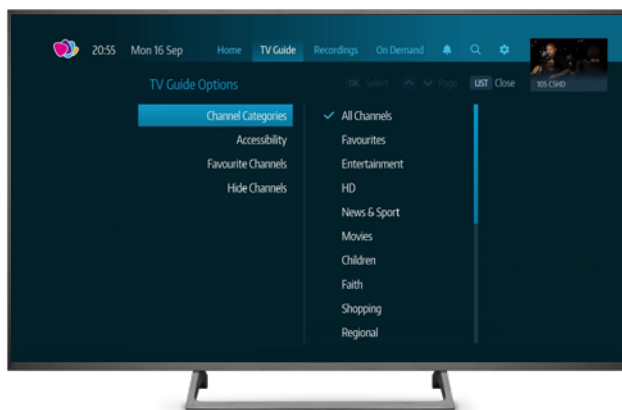 20:55 Mon 16 Sep Home TV Guide Recordings On Demand
TV Guide Options OK Select Page LIST Close
105 C5HD
Channel Categories
Accessibility
Favourite Channels
Hide Channels
All Channels
Favourites
Entertainment
HD
News & Sport
Movies
Children
Faith
Shopping
Regional